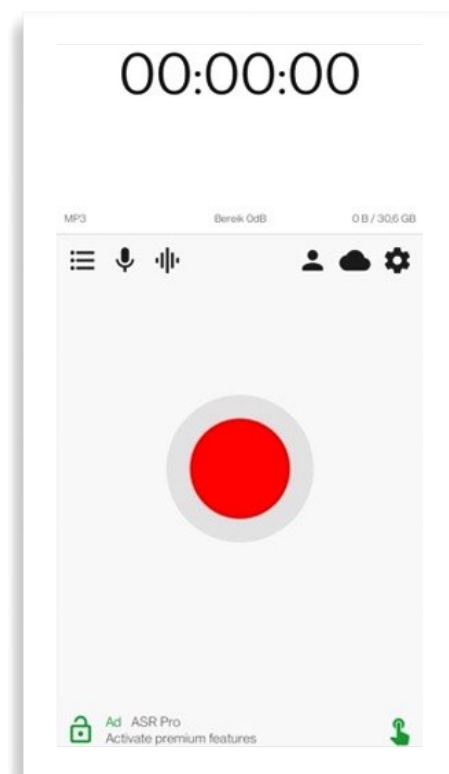 00:00:00
MP3 Bereik 0dB 0 B / 30,6 GB
Ad ASR Pro
Activate premium features